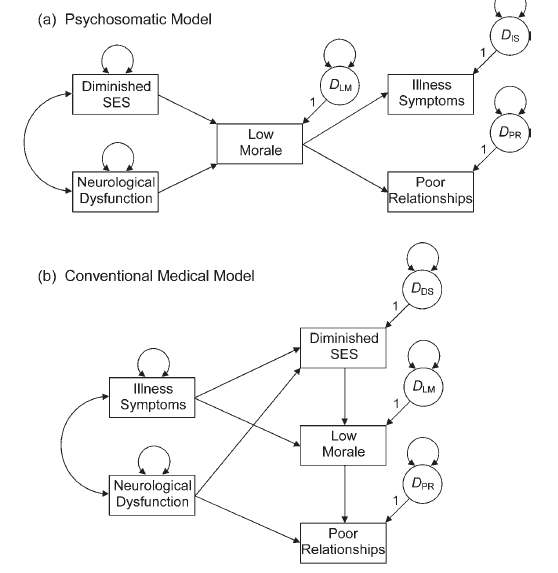 (a) Psychosomatic Model
D_IS
1
Diminished
SES
D_LM
1
Illness
Symptoms
Low
Morale
D_PR
1
Neurological
Dysfunction
Poor
Relationships
(b) Conventional Medical Model
D_DS
1
Diminished
SES
Illness
Symptoms
D_LM
1
Low
Morale
Neurological
Dysfunction
D_PR
1
Poor
Relationships